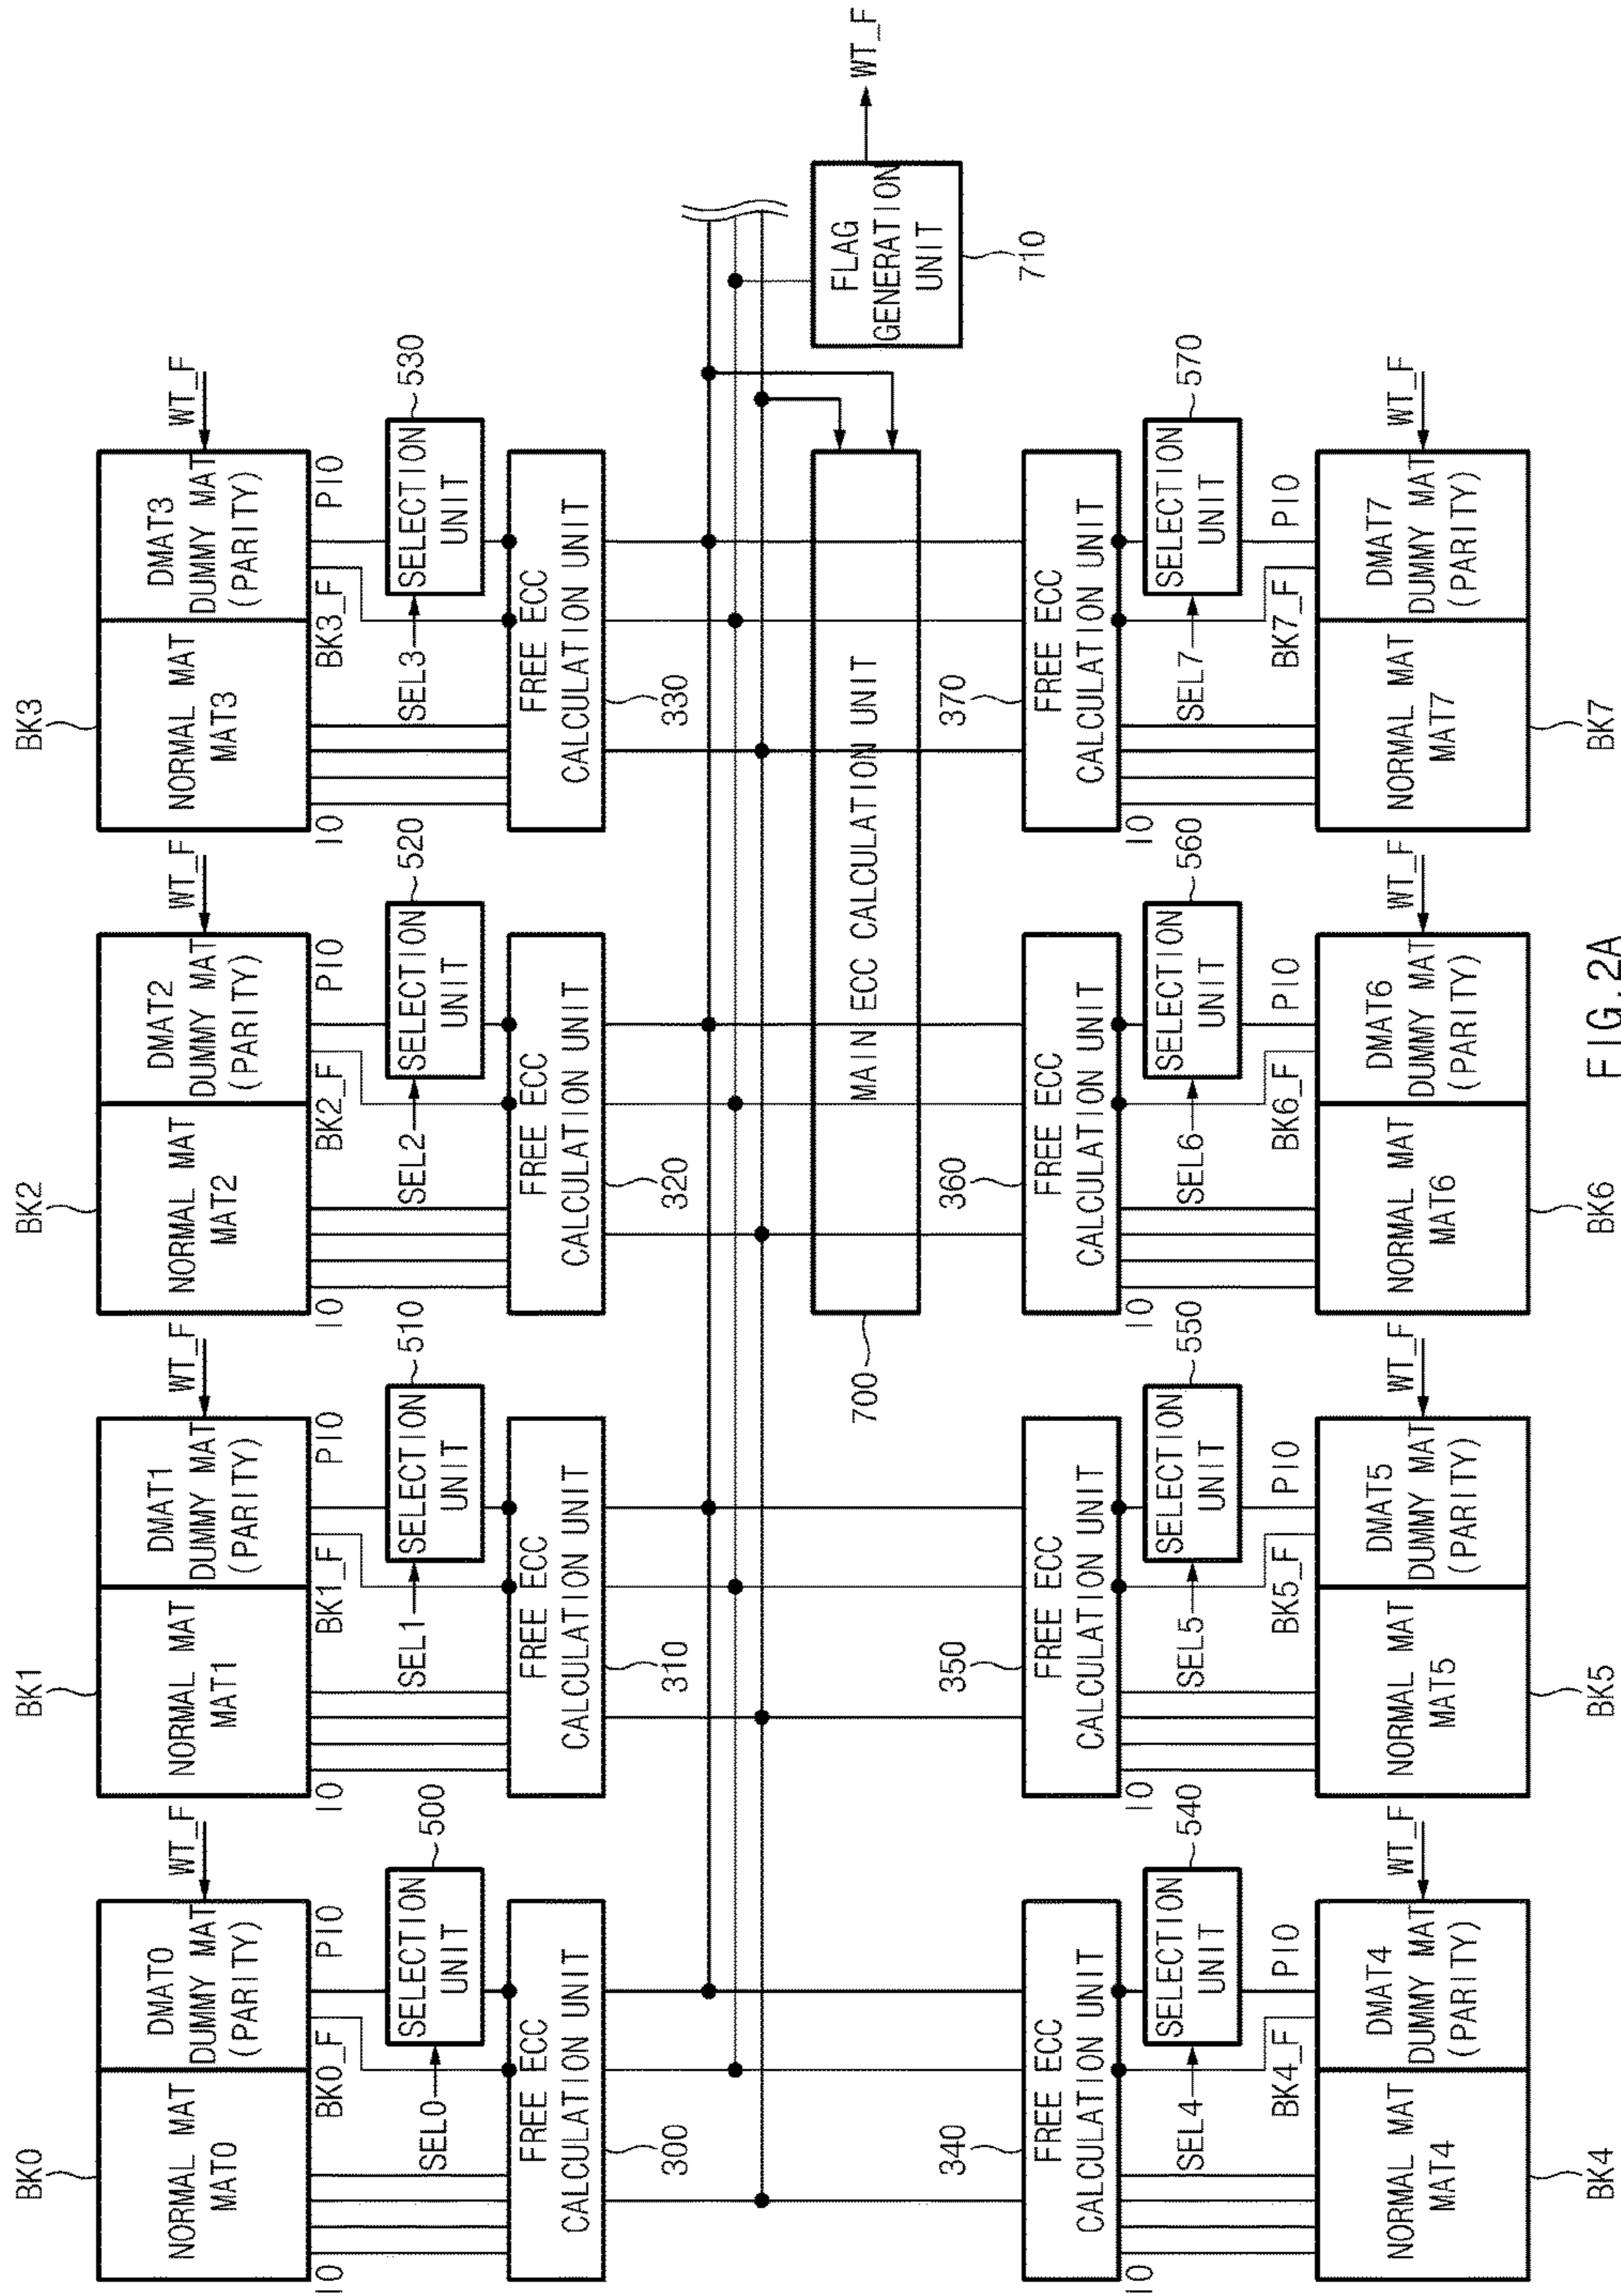 BK0
BK1
BK2
BK3
NORMAL MAT
MAT0
DMAT0
DUMMY MAT
(PARITY)
WT_F
NORMAL MAT
MAT1
DMAT1
DUMMY MAT
(PARITY)
WT_F
NORMAL MAT
MAT2
DMAT2
DUMMY MAT
(PARITY)
WT_F
NORMAL MAT
MAT3
DMAT3
DUMMY MAT
(PARITY)
WT_F
IO
BK0_F
PIO
IO
BK1_F
PIO
IO
BK2_F
PIO
IO
BK3_F
PIO
SEL0
SELECTION
UNIT
500
SEL1
SELECTION
UNIT
510
SEL2
SELECTION
UNIT
520
SEL3
SELECTION
UNIT
530
FREE ECC
CALCULATION UNIT
300
FREE ECC
CALCULATION UNIT
310
FREE ECC
CALCULATION UNIT
320
FREE ECC
CALCULATION UNIT
330
700
MAIN ECC CALCULATION UNIT
FLAG
GENERATION
UNIT
710
WT_F
340
FREE ECC
CALCULATION UNIT
350
FREE ECC
CALCULATION UNIT
360
FREE ECC
CALCULATION UNIT
370
FREE ECC
CALCULATION UNIT
IO
SEL4
SELECTION
UNIT
540
IO
SEL5
SELECTION
UNIT
550
IO
SEL6
SELECTION
UNIT
560
IO
SEL7
SELECTION
UNIT
570
BK4_F
PIO
BK5_F
PIO
BK6_F
PIO
BK7_F
PIO
NORMAL MAT
MAT4
DMAT4
DUMMY MAT
(PARITY)
WT_F
NORMAL MAT
MAT5
DMAT5
DUMMY MAT
(PARITY)
WT_F
NORMAL MAT
MAT6
DMAT6
DUMMY MAT
(PARITY)
WT_F
NORMAL MAT
MAT7
DMAT7
DUMMY MAT
(PARITY)
WT_F
BK4
BK5
BK6
BK7
FIG.2A